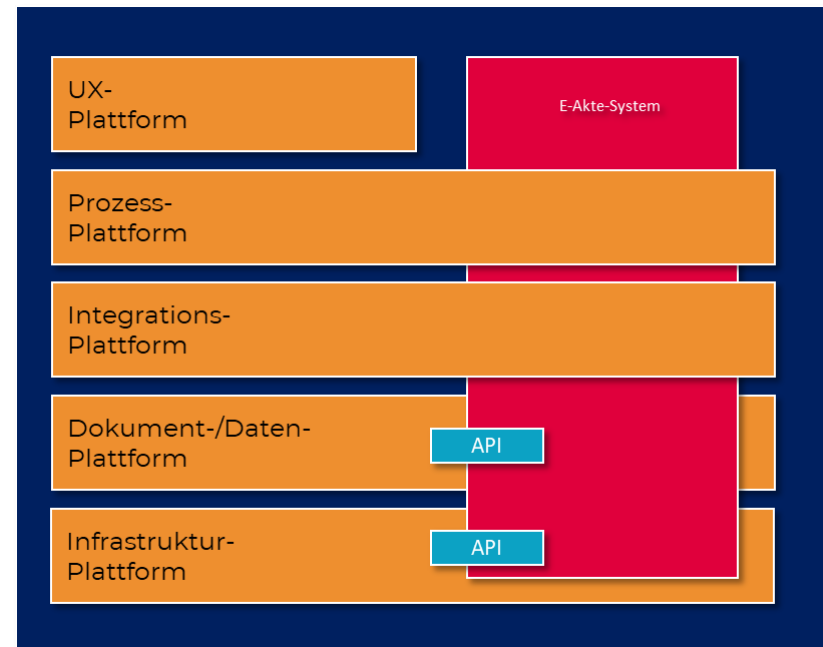 UX-
Plattform
E-Akte-System
Prozess-
Plattform
Integrations-
Plattform
Dokument-/Daten-
Plattform
API
Infrastruktur-
Plattform
API